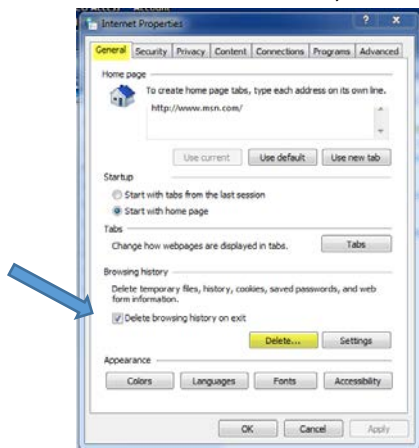 Internet Properties
General Security Privacy Content Connections Programs Advanced
Home page
To create home page tabs, type each address on its own line.
http://www.msn.com/
Use current Use default Use new tab
Startup
Start with tabs from the last session
Start with home page
Tabs
Change how webpages are displayed in tabs. Tabs
Browsing history
Delete temporary files, history, cookies, saved passwords, and web
form information.
Delete browsing history on exit
Delete... Settings
Appearance
Colors Languages Fonts Accessibility
OK Cancel Apply